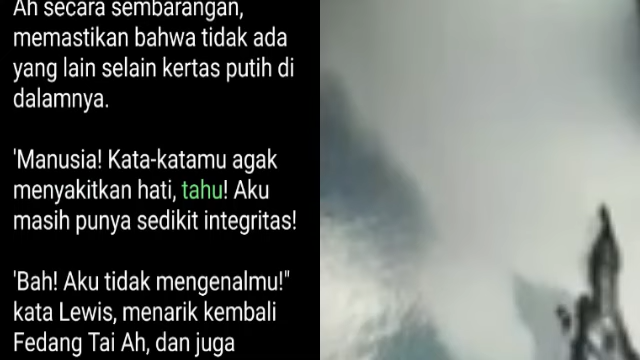 Ah secara sembarangan,
memastikan bahwa tidak ada
yang lain selain kertas putih di
dalamnya.
'Manusia! Kata-katamu agak
menyakitkan hati, tahu! Aku
masih punya sedikit integritas!
'Bah! Aku tidak mengenalmu!"
kata Lewis, menarik kembali
Fedang Tai Ah, dan juga